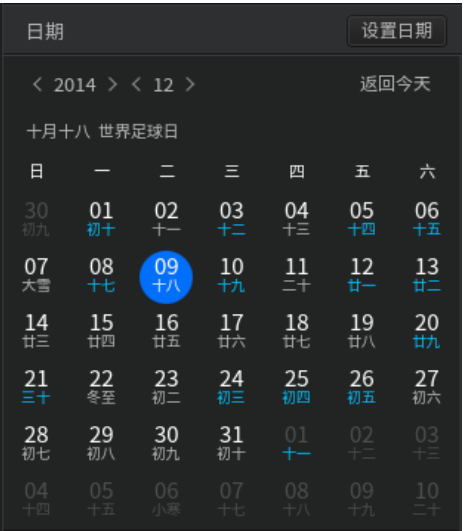 日期 设置日期
< 2014 > < 12 > 返回今天
十月十八 世界足球日
日 一 二 三 四 五 六
30 01 02 03 04 05 06
初九 初十 十一 十二 十三 十四 十五
07 08 09 10 11 12 13
大雪 十七 十八 十九 二十 廿一 廿二
14 15 16 17 18 19 20
廿三 廿四 廿五 廿六 廿七 廿八 廿九
21 22 23 24 25 26 27
三十 冬至 初二 初三 初四 初五 初六
28 29 30 31 01 02 03
初七 初八 初九 初十 十一 十二 十三
04 05 06 07 08 09 10
十四 十五 小寒 十七 十八 十九 二十